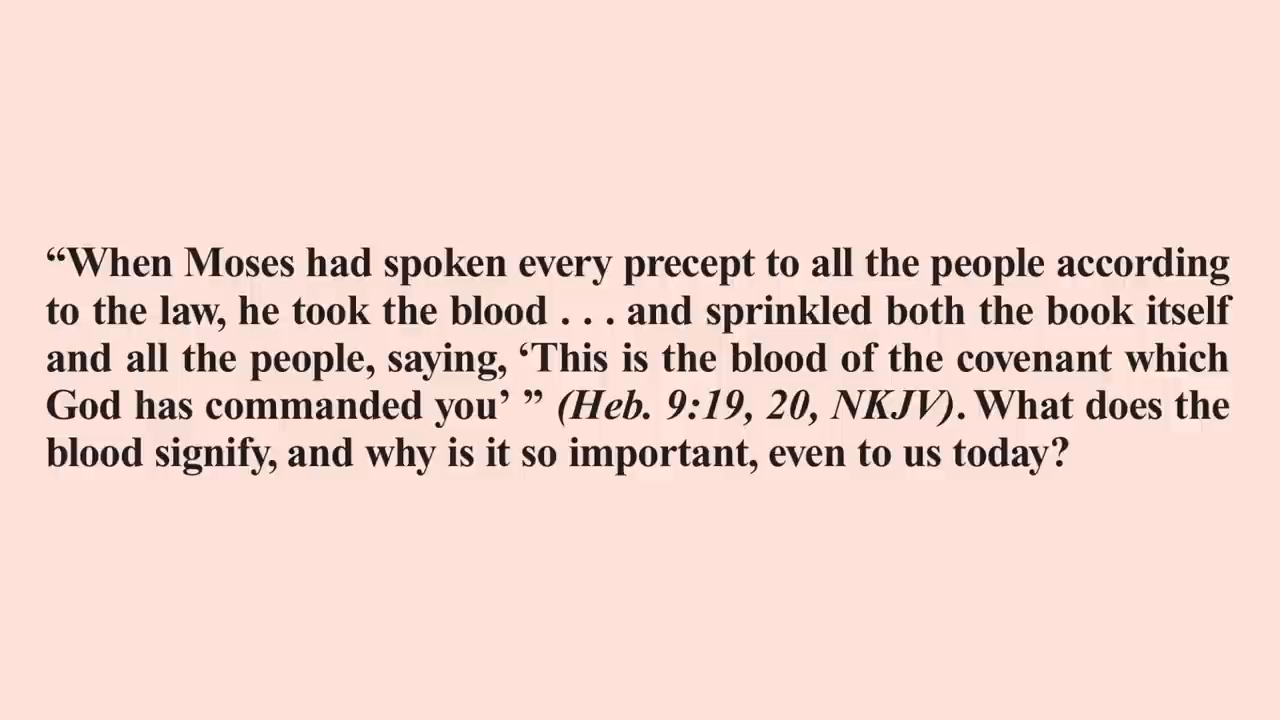 “When Moses had spoken every precept to all the people according
to the law, he took the blood . . . and sprinkled both the book itself
and all the people, saying, ‘This is the blood of the covenant which
God has commanded you’ ” (Heb. 9:19, 20, NKJV). What does the
blood signify, and why is it so important, even to us today?